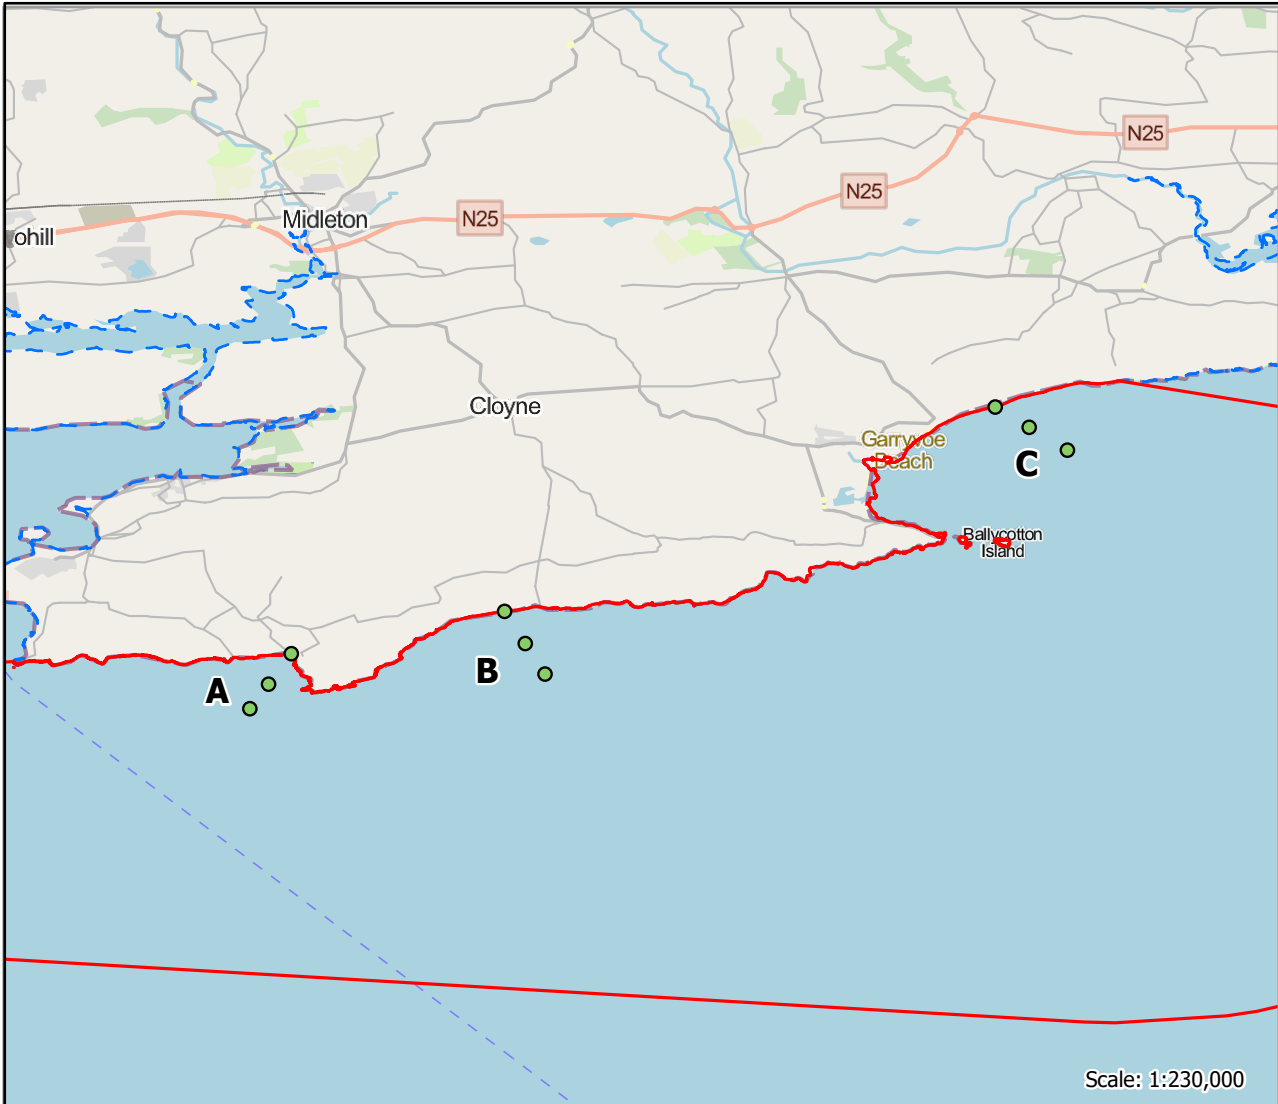 N25
N25
Midleton
N25
ohill
Cloyne
Garryvoe
Beach
C
Ballycotton
Island
B
A
Scale: 1:230,000